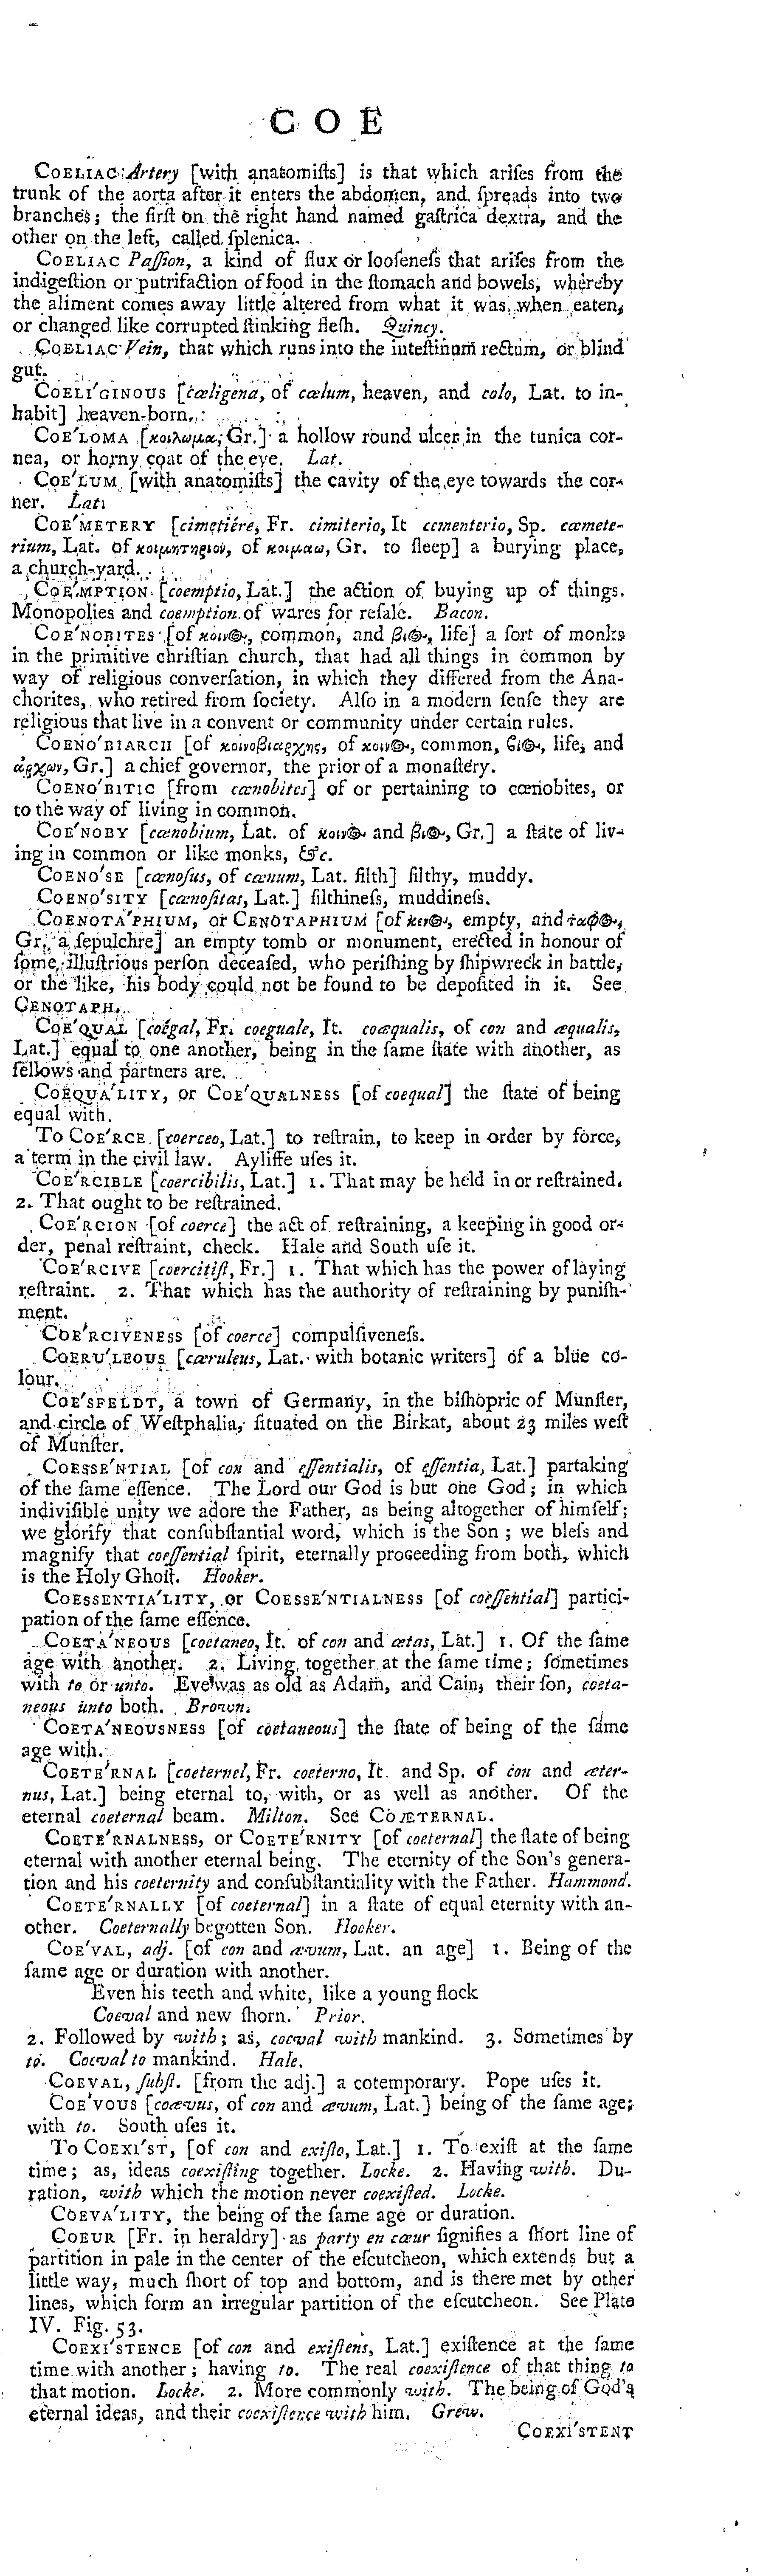 C O E
COELIAC Artery [with anatomiſts] is that which ariſes from the
trunk of the aorta after it enters the abdomen, and ſpreads into two
branches; the firſt on the right hand named gaſtrica dextra, and the
other on the left, called ſplenica.
COELIAC Paſſion, a kind of flux or looſeneſs that ariſes from the
indigeſtion or putrifaction of food in the ſtomach and bowels, whereby
the aliment comes away little altered from what it was when eaten,
or changed like corrupted ſtinking fleſh. Quincy.
COELIAC Vein, that which runs into the inteſtinum rectum, or blind
gut.
COELI'GINOUS [cæligena, of cælum, heaven, and colo, Lat. to in-
habit] heaven-born.
COE'LOMA [κοιλωμα, Gr.] a hollow round ulcer in the tunica cor-
nea, or horny coat of the eye. Lat.
COE'LUM [with anatomiſts] the cavity of the eye towards the cor-
ner. Lat.
COE'METERY [cimetiére, Fr. cimiterio, It cementerio, Sp. cæmete-
rium, Lat. of κοιμητηριον, of κοιμαω, Gr. to ſleep] a burying place,
a church-yard.
COE'MPTION [coemptio, Lat.] the action of buying up of things.
Monopolies and coemption of wares for reſale. Bacon.
COE'NOBITES [of κοινος, common, and βιος, life] a ſort of monks
in the primitive chriſtian church, that had all things in common by
way of religious converſation, in which they differed from the Ana-
chorites, who retired from ſociety. Alſo in a modern ſenſe they are
religious that live in a convent or community under certain rules.
COENO'BIARCH [of κοινοβιαρχης, of κοινος, common, ϐιος, life, and
άρχων, Gr.] a chief governor, the prior of a monaſtery.
COENO'BITIC [from cænobites] of or pertaining to cœnobites, or
to the way of living in common.
COE'NOBY [cænobium, Lat. of κοινος and βιος, Gr.] a ſtate of liv-
ing in common or like monks, &c.
COENO'SE [cænoſus, of cænum, Lat. filth] filthy, muddy.
COENO'SITY [cænoſitas, Lat.] filthineſs, muddineſs.
COENOTA'PHIUM, or CENOTAPHIUM [of κενος, empty, and ταφος,
Gr. a ſepulchre] an empty tomb or monument, erected in honour of
ſome illuſtrious perſon deceaſed, who periſhing by ſhipwreck in battle,
or the like, his body could not be found to be depoſited in it. See
CENOTAPH.
COE'QUAL [coégal, Fr. coeguale, It. coæqualis, of con and æqualis,
Lat.] equal to one another, being in the ſame ſtate with another, as
fellows and partners are.
COEQUA'LITY, or COE'QUALNESS [of coequal] the ſtate of being
equal with.
To COE'RCE [coerceo, Lat.] to reſtrain, to keep in order by force,
a term in the civil law. Ayliffe uſes it.
COE'RCIBLE [coercibilis, Lat.] 1. That may be held in or reſtrained.
2. That ought to be reſtrained.
COE'RCION [of coerce] the act of reſtraining, a keeping in good or-
der, penal reſtraint, check. Hale and South uſe it.
COE'RCIVE [coercitif, Fr.] 1. That which has the power of laying
reſtraint. 2. That which has the authority of reſtraining by puniſh-
ment.
COE'RCIVENESS [of coerce] compulſiveneſs.
COERU'LEOUS [cæruleus, Lat. with botanic writers] of a blue co-
lour.
COE'SFELDT, a town of Germany, in the biſhopric of Munſter,
and circle of Weſtphalia, ſituated on the Birkat, about 23 miles weſt
of Munſter.
COESSE'NTIAL [of con and eſſentialis, of eſſentia, Lat.] partaking
of the ſame eſſence. The Lord our God is but one God; in which
indiviſible unity we adore the Father, as being altogether of himſelf;
we glorify that conſubſtantial word, which is the Son; we bleſs and
magnify that coeſſential ſpirit, eternally proceeding from both, which
is the Holy Ghoſt. Hooker.
COESSENTIA'LITY, or COESSE'NTIALNESS [of coeſſential] partici-
pation of the ſame eſſence.
COETA'NEOUS [coetaneo, It. of con and ætas, Lat.] 1. Of the ſame
age with another. 2. Living together at the ſame time; ſometimes
with to or unto. Eve was as old as Adam, and Cain, their ſon, coeta-
neous unto both. Brown.
COETA'NEOUSNESS [of coetaneous] the ſtate of being of the ſame
age with.
COETE'RNAL [coeternel, Fr. coeterno, It. and Sp. of con and æter-
nus, Lat.] being eternal to, with, or as well as another. Of the
eternal coeternal beam. Milton. See COÆTERNAL.
COETE'RNALNESS, or COETE'RNITY [of coeternal] the ſtate of being
eternal with another eternal being. The eternity of the Son's genera-
tion and his coeternity and conſubſtantiality with the Father. Hammond.
COETE'RNALLY [of coeternal] in a ſtate of equal eternity with an-
other. Coeternally begotten Son. Hooker.
COE'VAL, adj. [of con and ævum, Lat. an age] 1. Being of the
ſame age or duration with another.
Even his teeth and white, like a young flock
Coeval and new ſhorn. Prior.
2. Followed by with; as, coeval with mankind. 3. Sometimes by
to. Coeval to mankind. Hale.
COEVAL, ſubſt. [from the adj.] a cotemporary. Pope uſes it.
COE'VOUS [coævus, of con and ævum, Lat.] being of the ſame age;
with to. South uſes it.
To COEXI'ST, [of con and exiſto, Lat.] 1. To exiſt at the ſame
time; as, ideas coexiſting together. Locke. 2. Having with. Du-
ration, with which the motion never coexiſted. Locke.
COEVA'LITY, the being of the ſame age or duration.
COEUR [Fr. in heraldry] as party en cœur ſignifies a ſhort line of
partition in pale in the center of the eſcutcheon, which extends but a
little way, much ſhort of top and bottom, and is there met by other
lines, which form an irregular partition of the eſcutcheon. See Plate
IV. Fig. 53.
COEXI'STENCE [of con and exiſtens, Lat.] exiſtence at the ſame
time with another; having to. The real coexiſtence of that thing to
that motion. Locke. 2. More commonly with. The being of God's
eternal ideas, and their coexiſtence with him. Grew.
COEXI'STENT